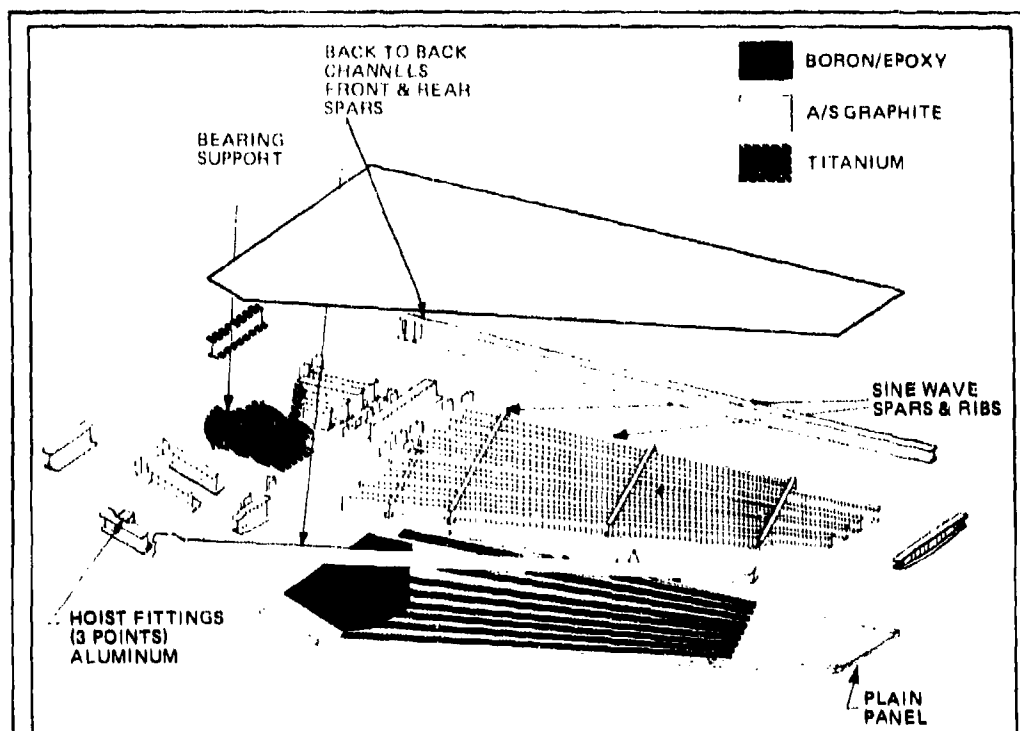 BACK TO BACK
CHANNELS
FRONT & REAR
SPARS
BORON/EPOXY
A/S GRAPHITE
TITANIUM
BEARING
SUPPORT
SINE WAVE
SPARS & RIBS
HOIST FITTINGS
(3 POINTS)
ALUMINUM
PLAIN
PANEL